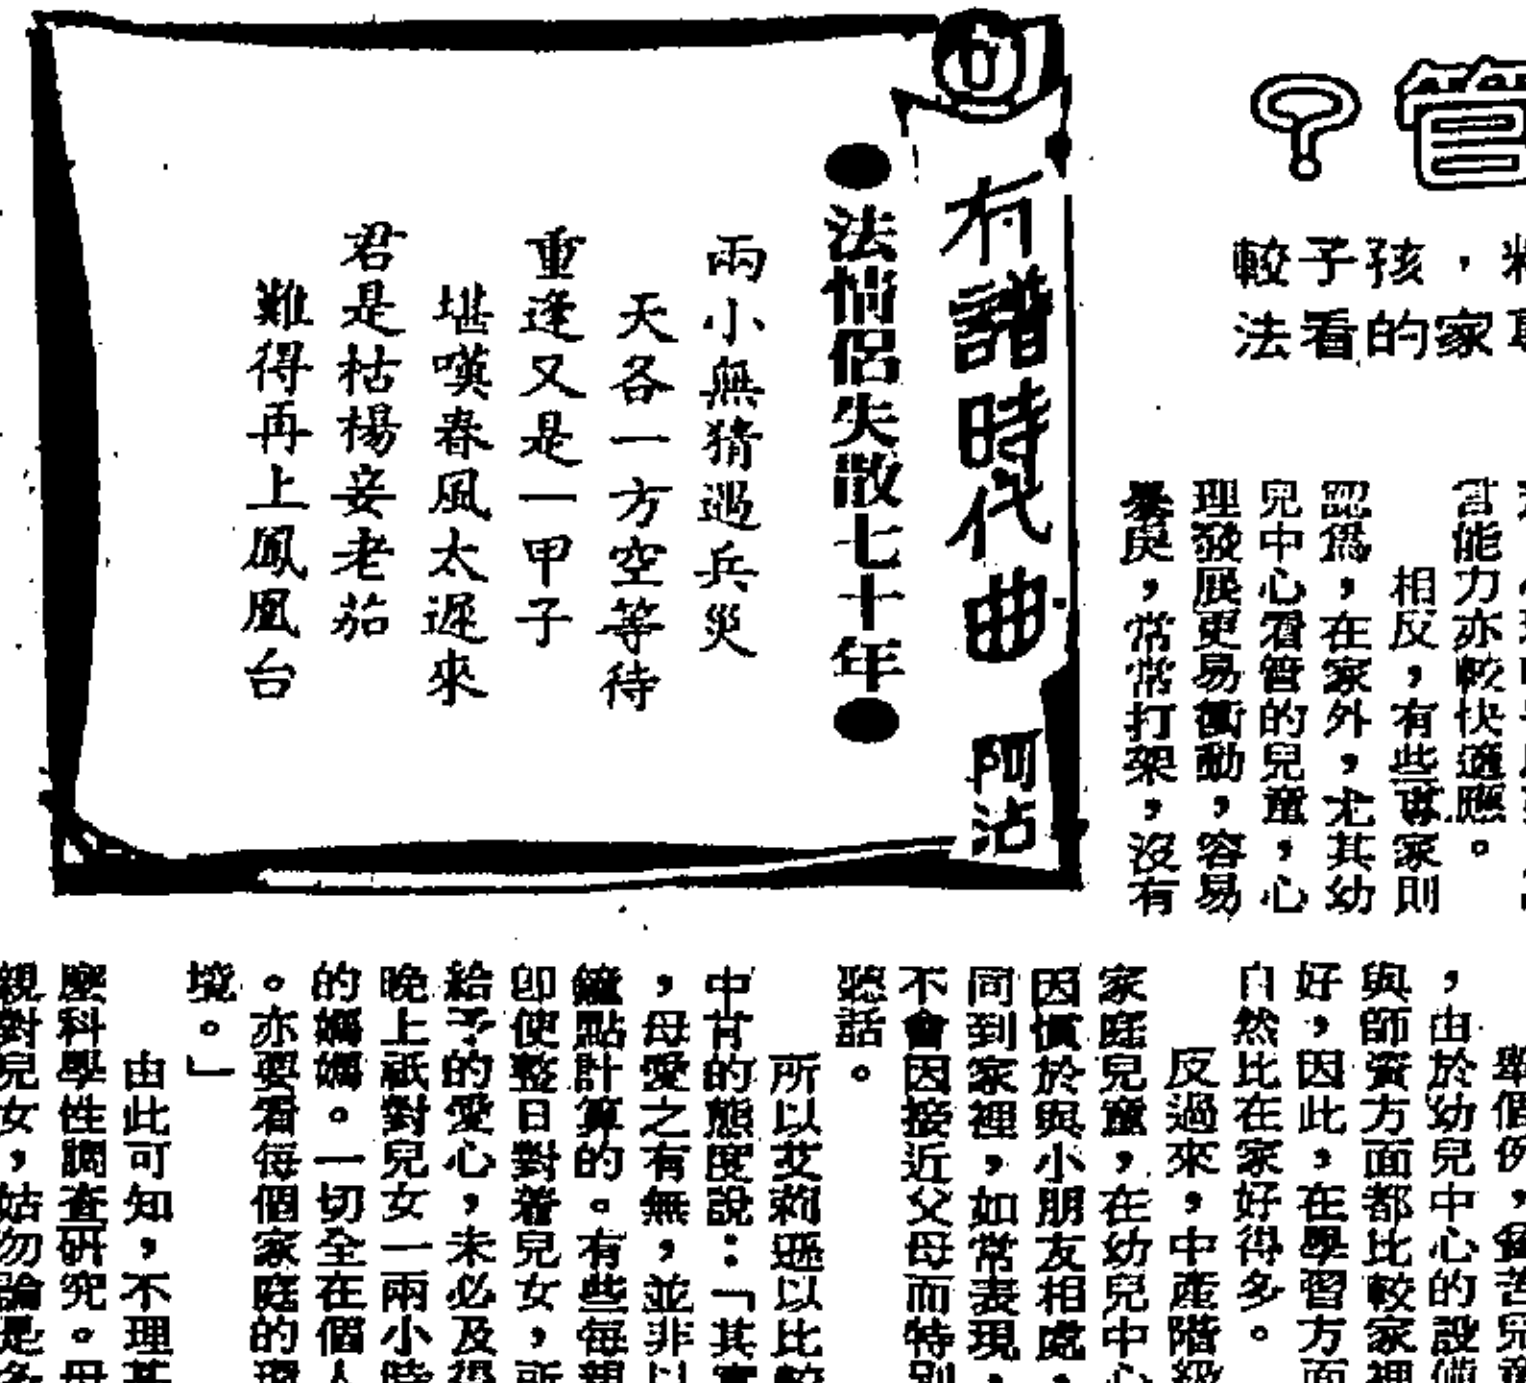 管?
較子孩，
法看的家
言能力亦較快適應。
相反，有些專家則
認爲，在家外，尤其幼
兒中心看管的兒童，心
理發展更易衝動，容易
暴戾，常常打架，沒有
有譜時代曲
阿沾
●法情侶失散七十年●
兩小無猜遇兵災
天各一方空等待
重逢又是一甲子
堪嘆春風太遲來
君是枯楊妾老茄
難得再上鳳凰台
，由於幼兒中心的設備
與師資方面都比較家裡
好，因此，在學習方面
自然比在家好得多。
反過來，中產階級
家庭兒童，在幼兒中心
因慣於與小朋友相處，
同到家裡，如常表現，
不會因接近父母而特別
聽話。
所以艾莉遜以比較
中肯的態度說：「其實
，母愛之有無，並非以
鐘點計算的。有些每親
卽使整日對着兒女，所
給予的愛心，未必及得
晚上祇對兒女一兩小時
的媽媽。一切全在個人
。亦要看每個家庭的環
境。」
由此可知，不理甚
麼科學性調查研究。母
親對兒女，姑勿論是多